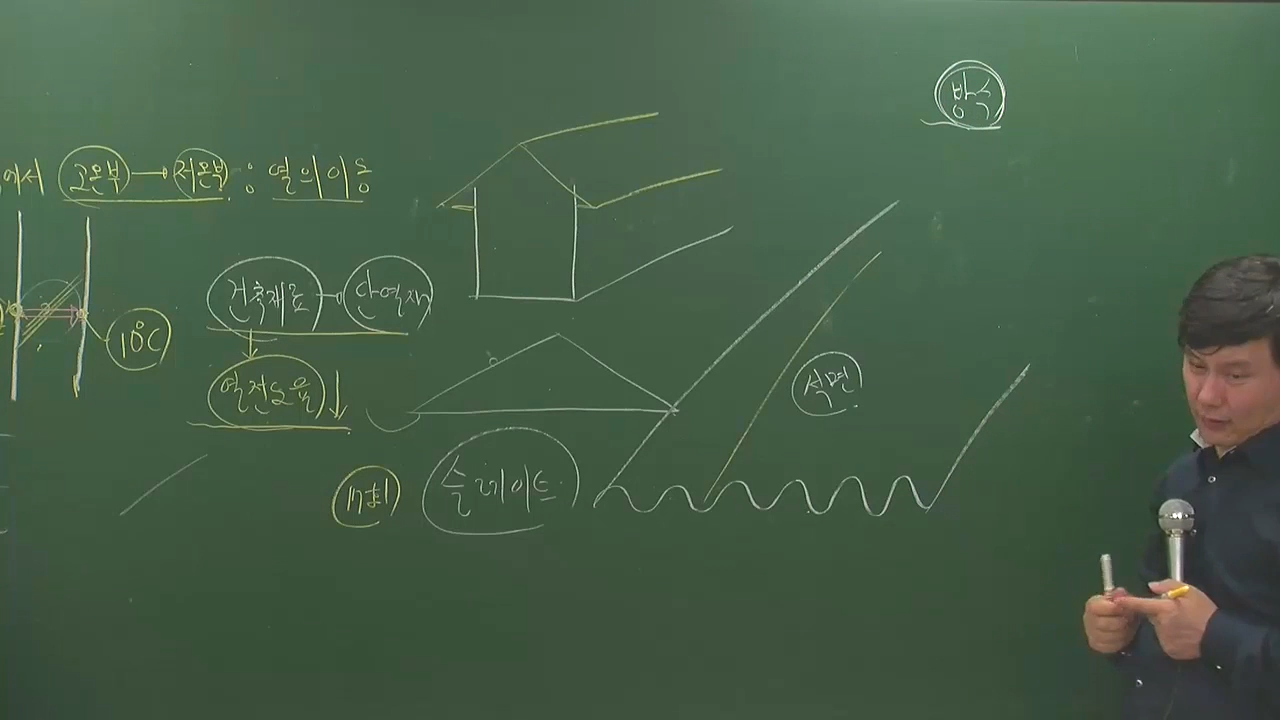 방수
에서 고온부 → 저온부 : 열의이동
건축재료 → 단열재
10℃
열전도율 ↓
석면
17회 슬레이트